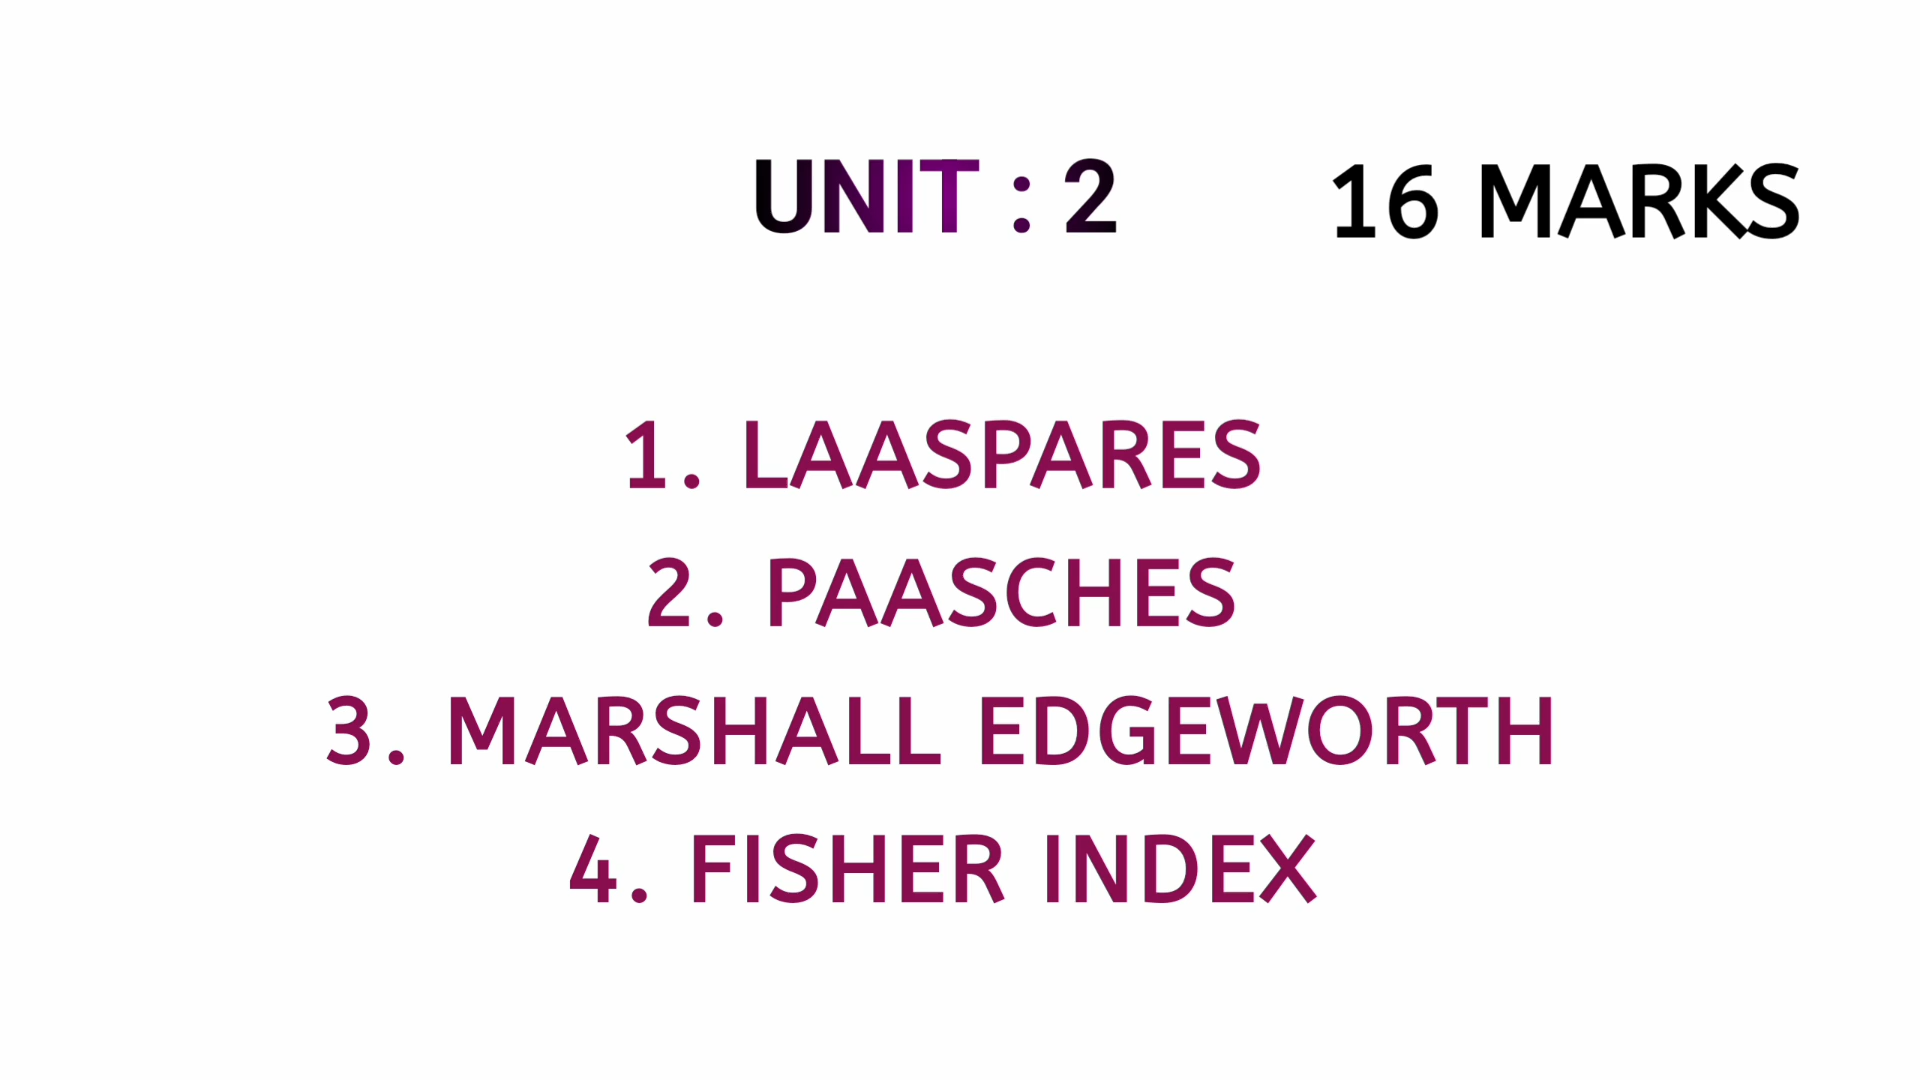 UNIT : 2
16 MARKS
1. LAASPARES
2. PAASCHES
3. MARSHALL EDGEWORTH
4. FISHER INDEX